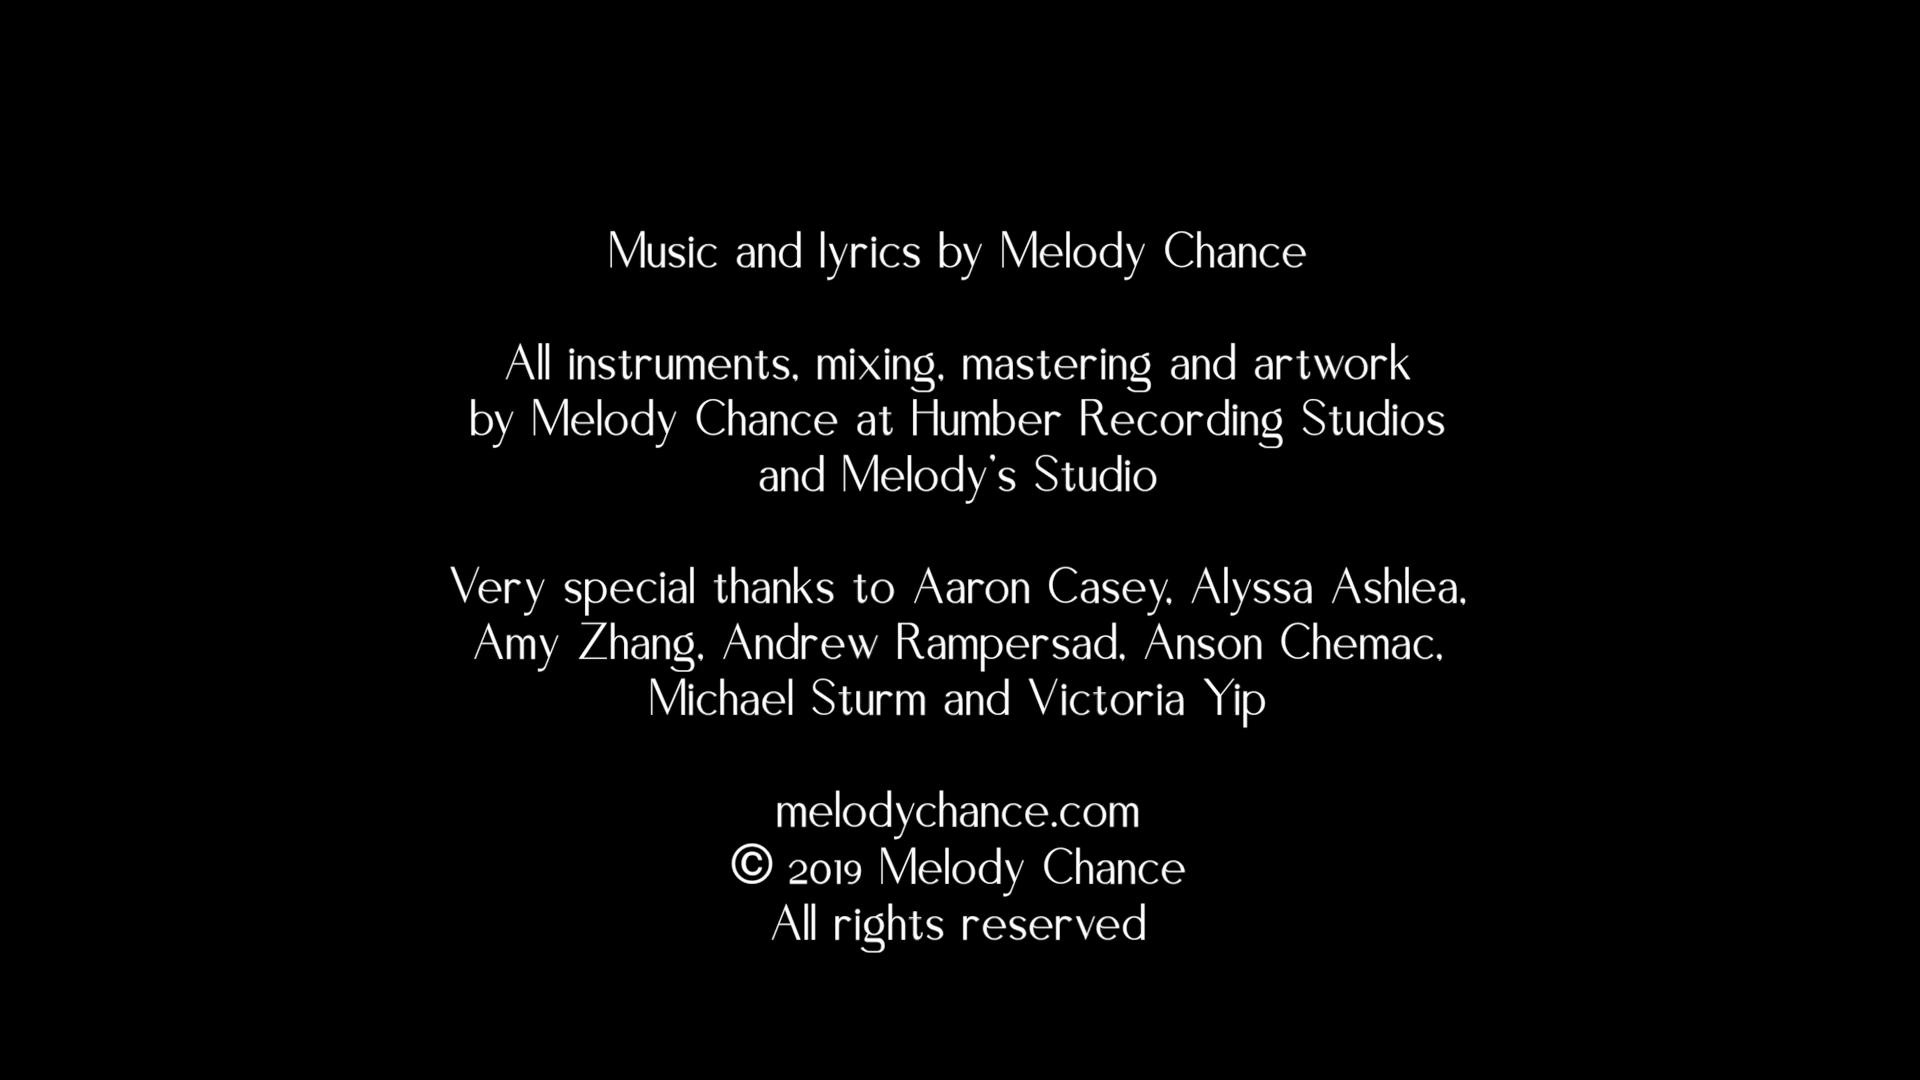 Music and lyrics by Melody Chance
All instruments, mixing, mastering and artwork
by Melody Chance at Humber Recording Studios
and Melody's Studio
Very special thanks to Aaron Casey, Alyssa Ashlea,
Amy Zhang, Andrew Rampersad, Anson Chemac,
Michael Sturm and Victoria Yip
melodychance.com
© 2019 Melody Chance
All rights reserved